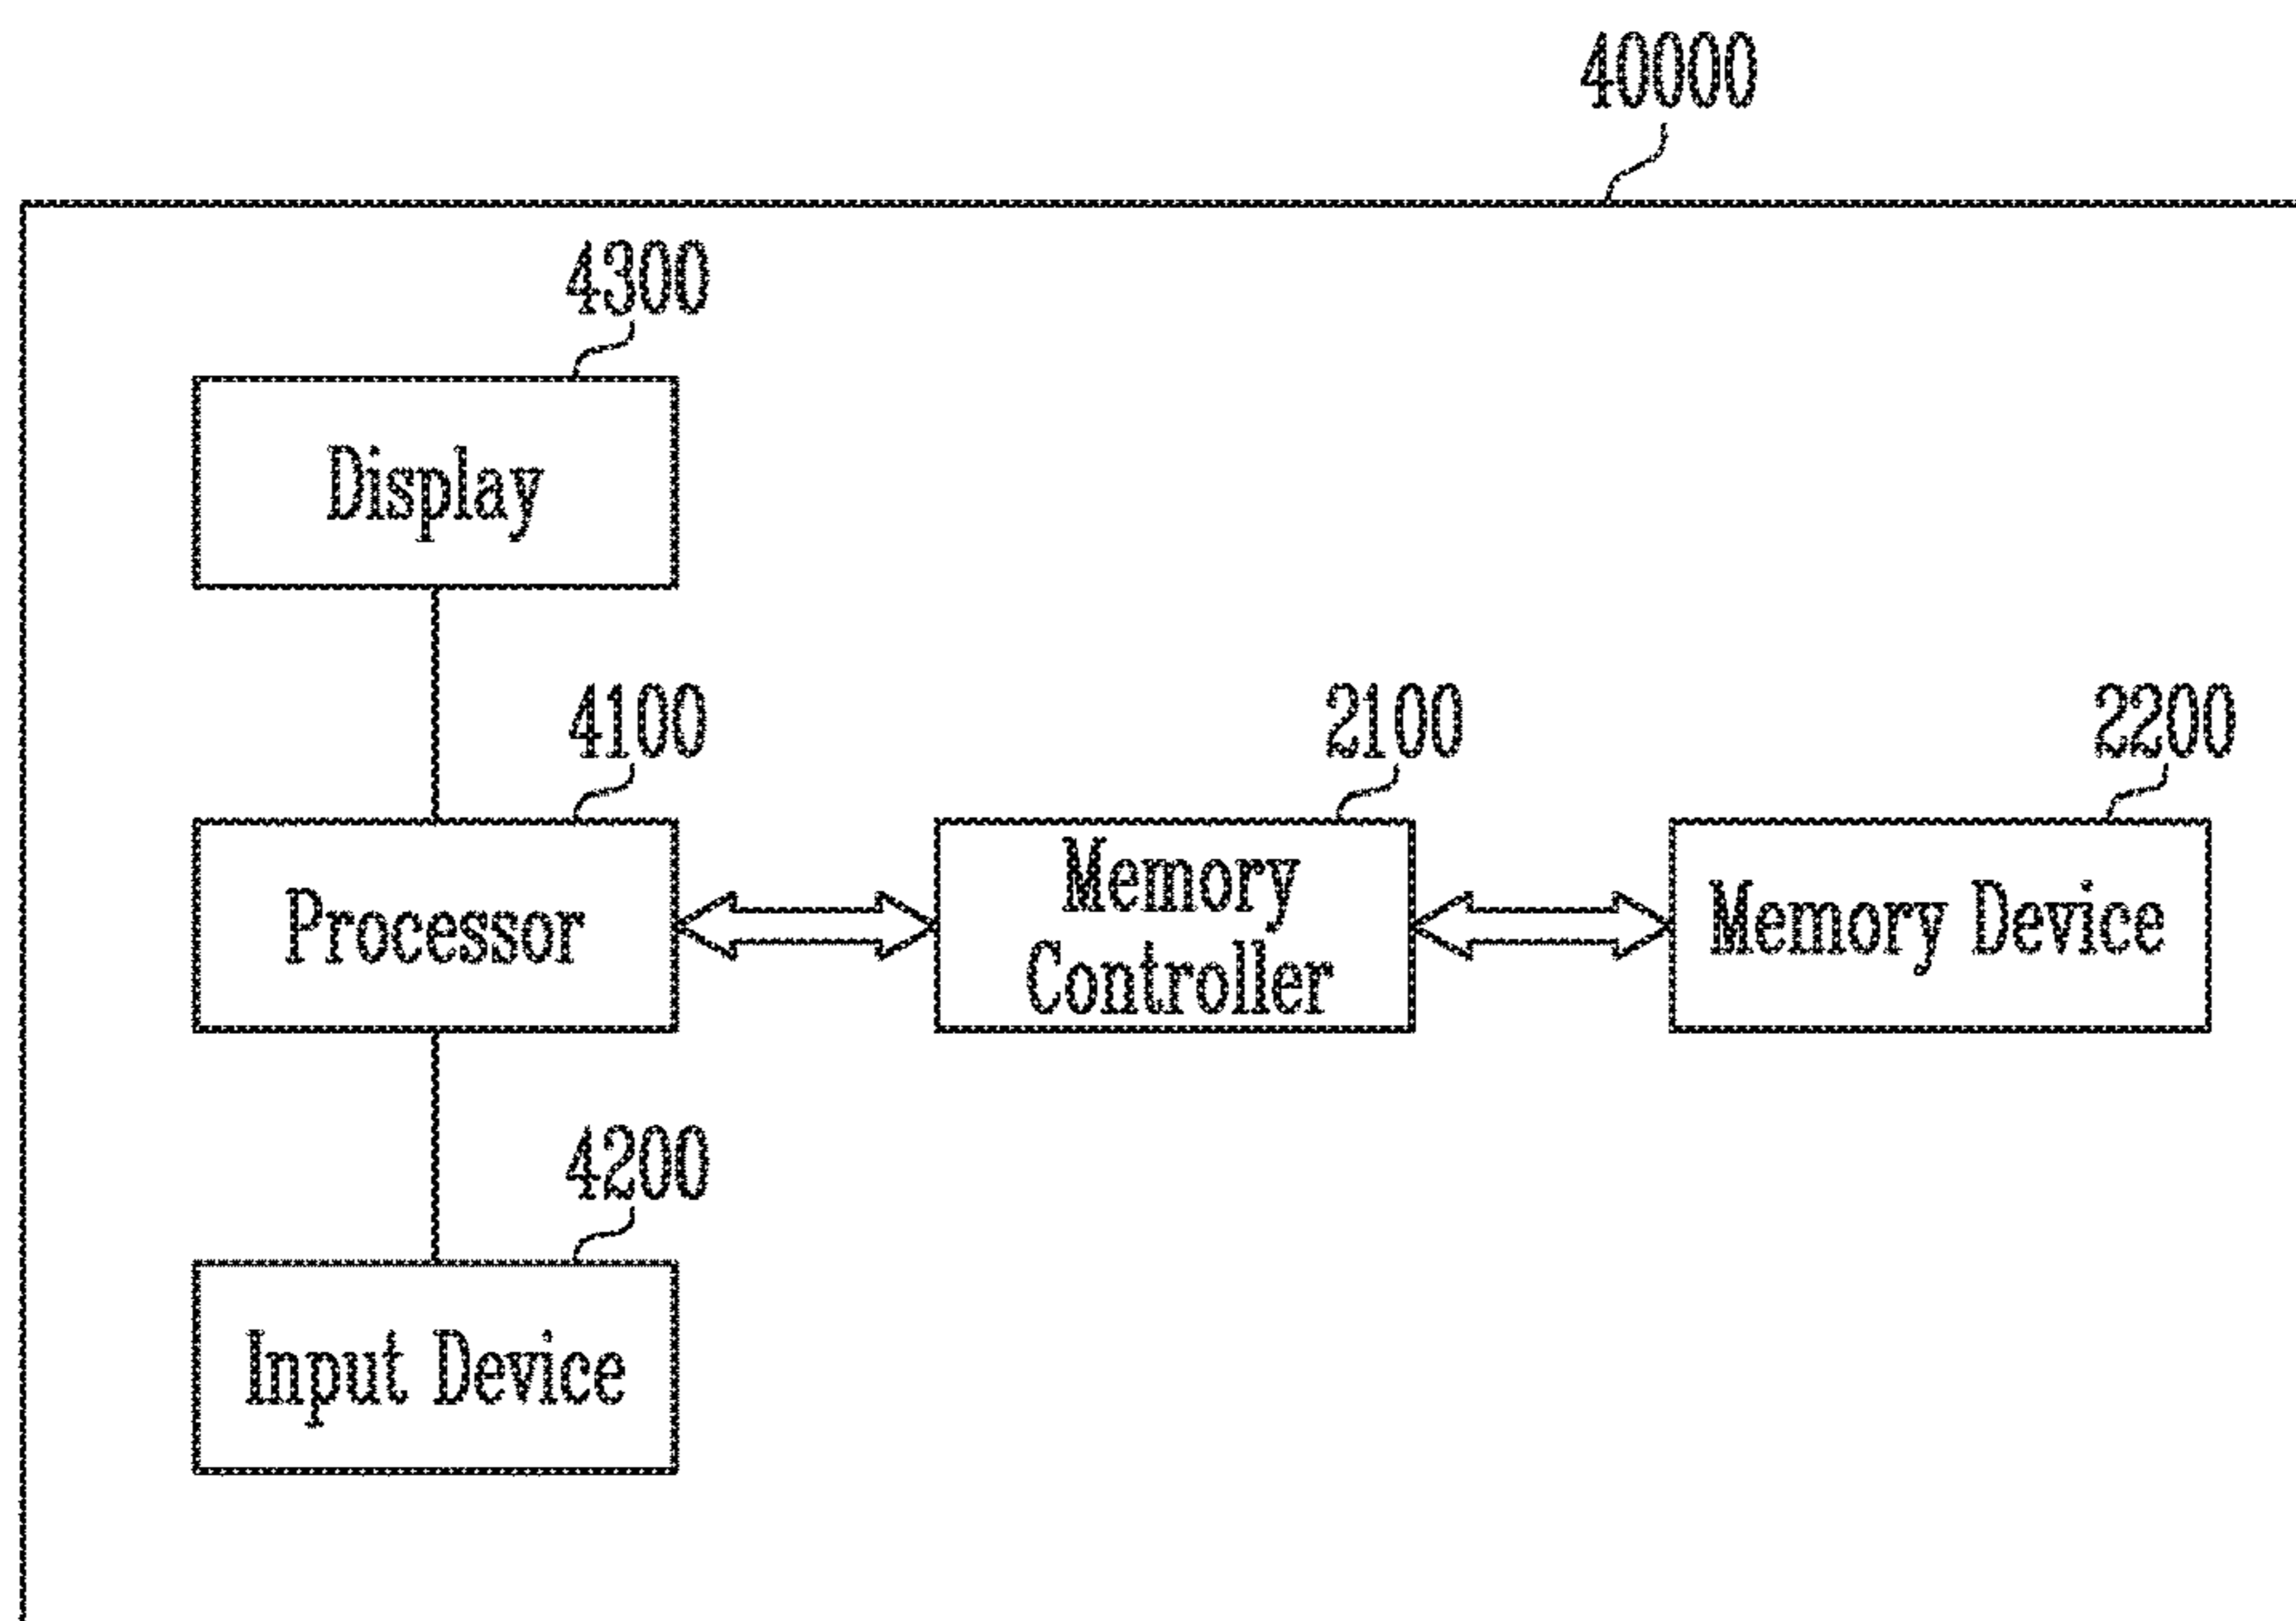 40000
4300
Display
4100
2100
2200
Processor
Memory
Controller
Memory Device
4200
Input Device